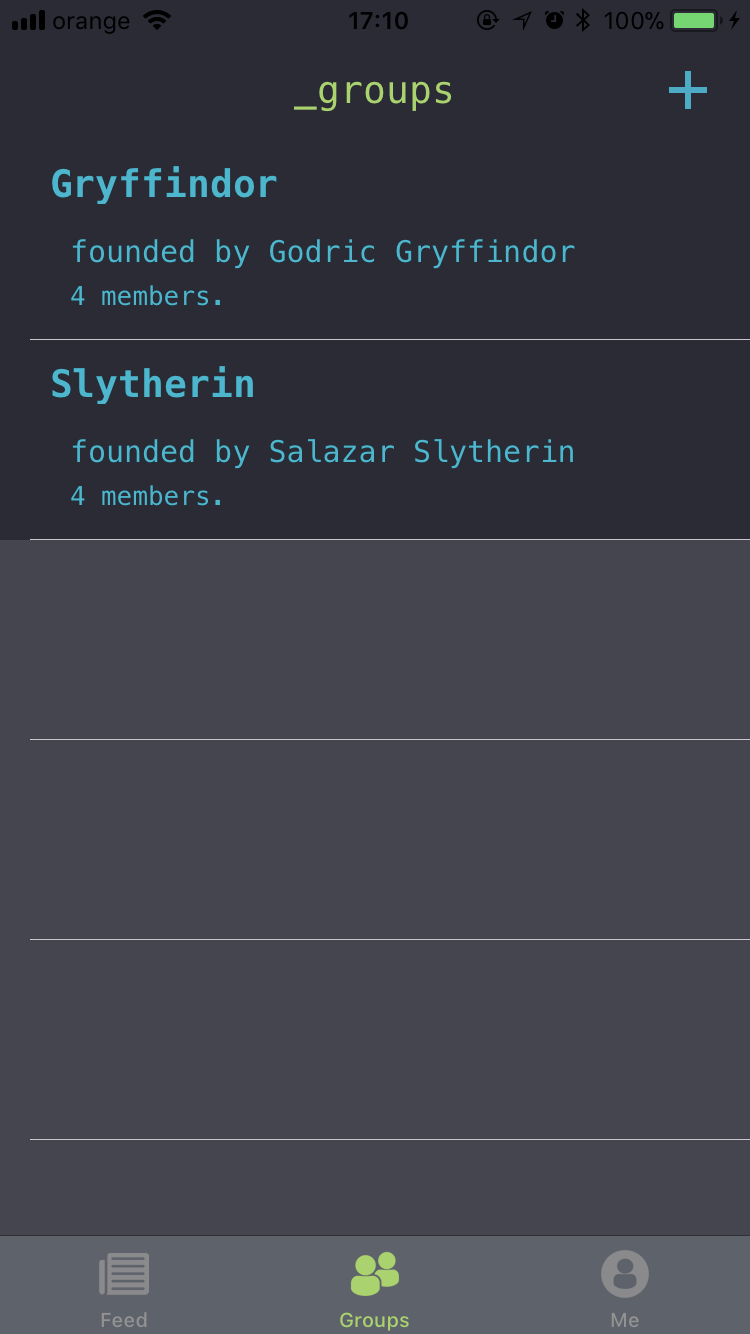 orange 17:10 100%
_groups
Gryffindor
founded by Godric Gryffindor
4 members.
Slytherin
founded by Salazar Slytherin
4 members.
Feed Groups Me